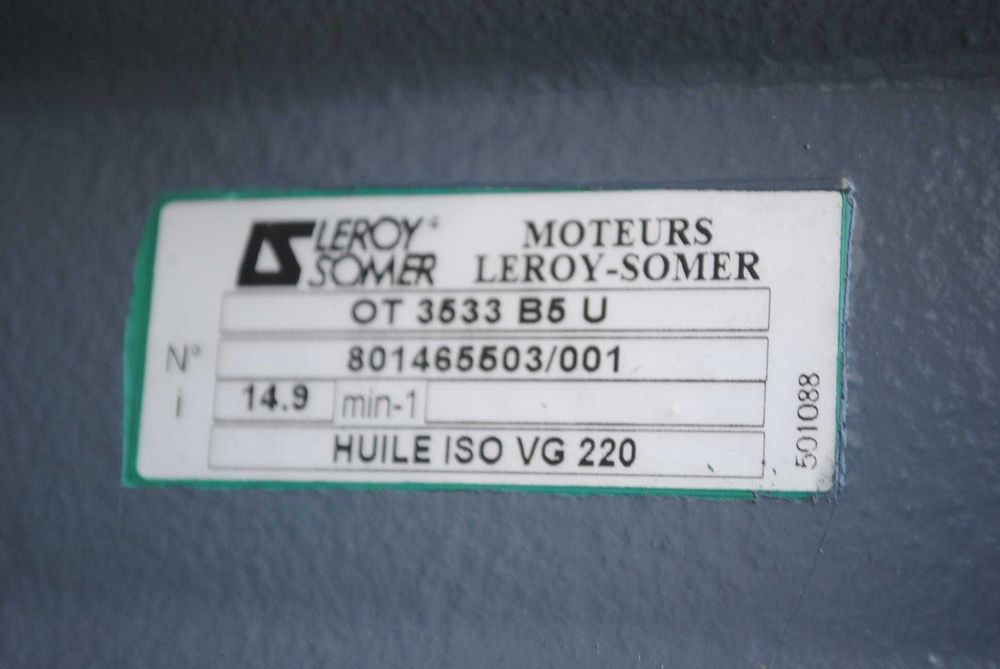 LEROY®
SOMER
MOTEURS
LEROY-SOMER
OT 3533 B5 U
N° 801465503/001
i 14.9 min-1
HUILE ISO VG 220
501088